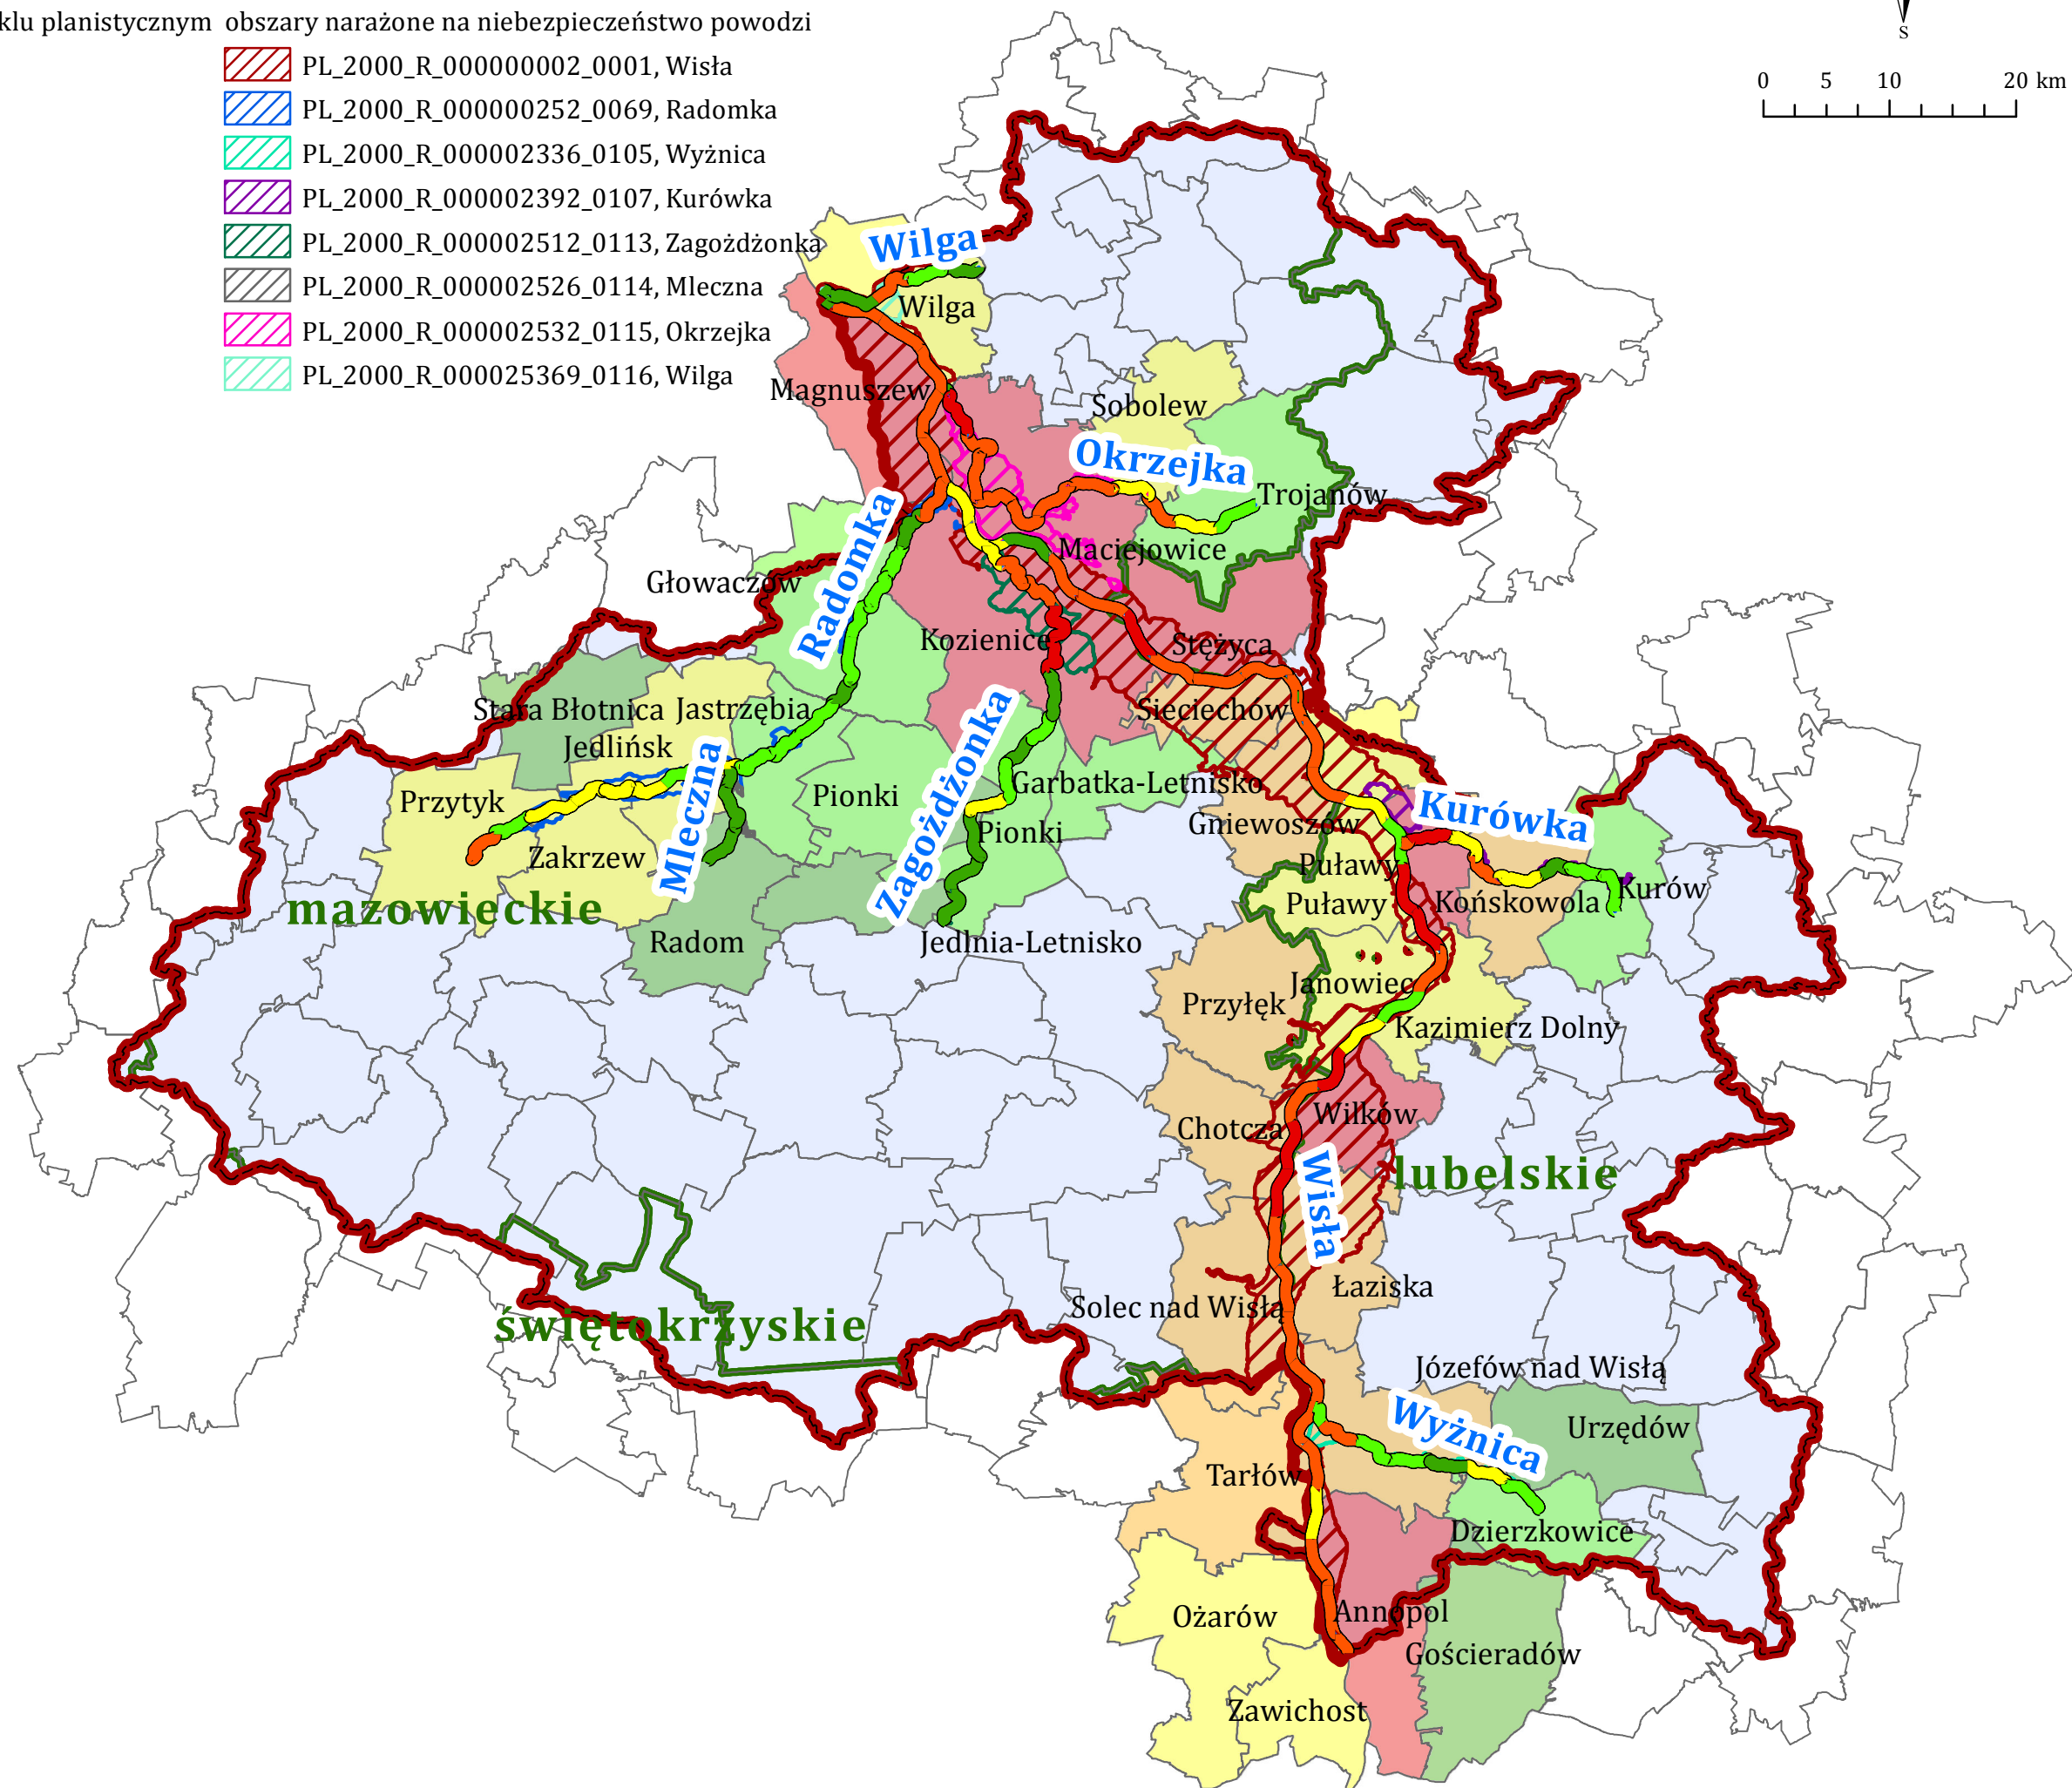 klu planistycznym obszary narażone na niebezpieczeństwo powodzi
S
PL_2000_R_000000002_0001, Wisła
PL_2000_R_000000252_0069, Radomka
PL_2000_R_000002336_0105, Wyżnica
PL_2000_R_000002392_0107, Kurówka
PL_2000_R_000002512_0113, Zagożdżonka
PL_2000_R_000002526_0114, Mleczna
PL_2000_R_000002532_0115, Okrzejka
PL_2000_R_000025369_0116, Wilga
0 5 10 20 km
Wilga
Wilga
Magnuszew
Sobolew
Okrzejka
Trojanów
Maciejowice
Radomka
Głowaczów
Kozienice
Stężyca
Stara Błotnica
Jastrzębia
Sieciechów
Jedlińsk
Mleczna
Zagożdżonka
Garbatka-Letnisko
Przytyk
Pionki
Kurówka
Gniewoszów
Pionki
Zakrzew
Puławy
Kurów
mazowieckie
Puławy
Końskowola
Radom
Jedlnia-Letnisko
Janowiec
Przyłęk
Kazimierz Dolny
Wilków
Chotcza
Wisła
lubelskie
Łaziska
Solec nad Wisłą
świętokrzyskie
Józefów nad Wisłą
Wyżnica
Urzędów
Tarłów
Dzierzkowice
Ożarów
Annopol
Gościeradów
Zawichost